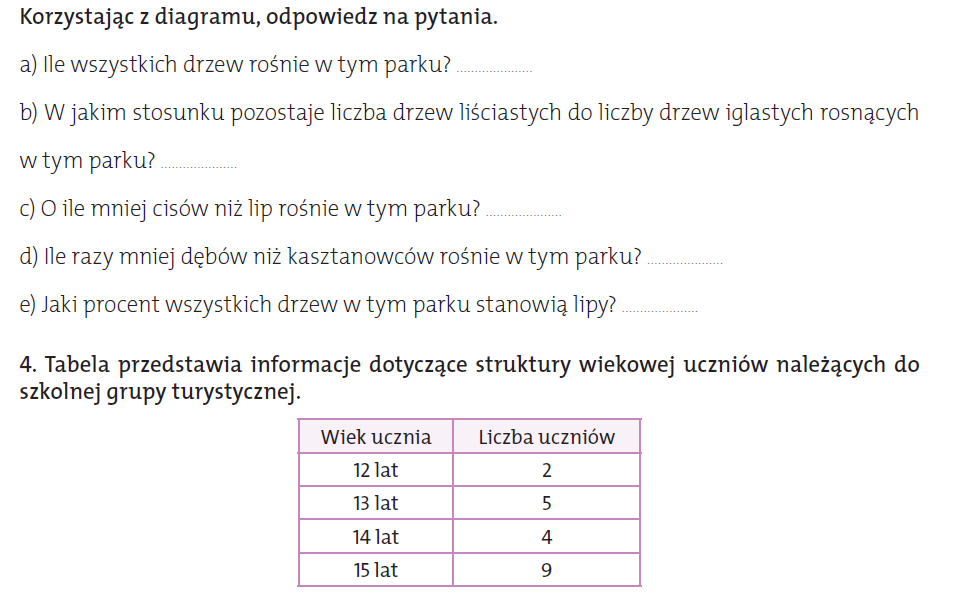 Korzystając z diagramu, odpowiedz na pytania.
a) Ile wszystkich drzew rośnie w tym parku? .....................
b) W jakim stosunku pozostaje liczba drzew liściastych do liczby drzew iglastych rosnących
w tym parku? .....................
c) O ile mniej cisów niż lip rośnie w tym parku? .....................
d) Ile razy mniej dębów niż kasztanowców rośnie w tym parku? .....................
e) Jaki procent wszystkich drzew w tym parku stanowią lipy? .....................
4. Tabela przedstawia informacje dotyczące struktury wiekowej uczniów należących do
szkolnej grupy turystycznej.
Wiek ucznia Liczba uczniów
12 lat 2
13 lat 5
14 lat 4
15 lat 9